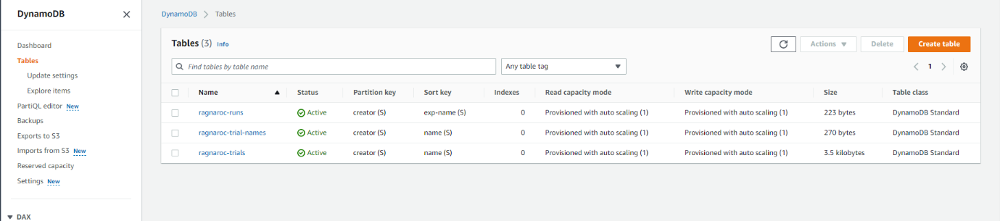 DynamoDB
DynamoDB Tables
Dashboard
Tables
Update settings
Explore items
PartiQL editor New
Backups
Exports to S3
Imports from S3 New
Reserved capacity
Settings New
DAX
Tables (3) Info
Actions Delete Create table
Find tables by table name Any table tag
1
Name Status Partition key Sort key Indexes Read capacity mode Write capacity mode Size Table class
ragnaroc-runs Active creator (S) exp-name (S) 0 Provisioned with auto scaling (1) Provisioned with auto scaling (1) 223 bytes DynamoDB Standard
ragnaroc-trial-names Active creator (S) name (S) 0 Provisioned with auto scaling (1) Provisioned with auto scaling (1) 270 bytes DynamoDB Standard
ragnaroc-trials Active creator (S) name (S) 0 Provisioned with auto scaling (1) Provisioned with auto scaling (1) 3.5 kilobytes DynamoDB Standard